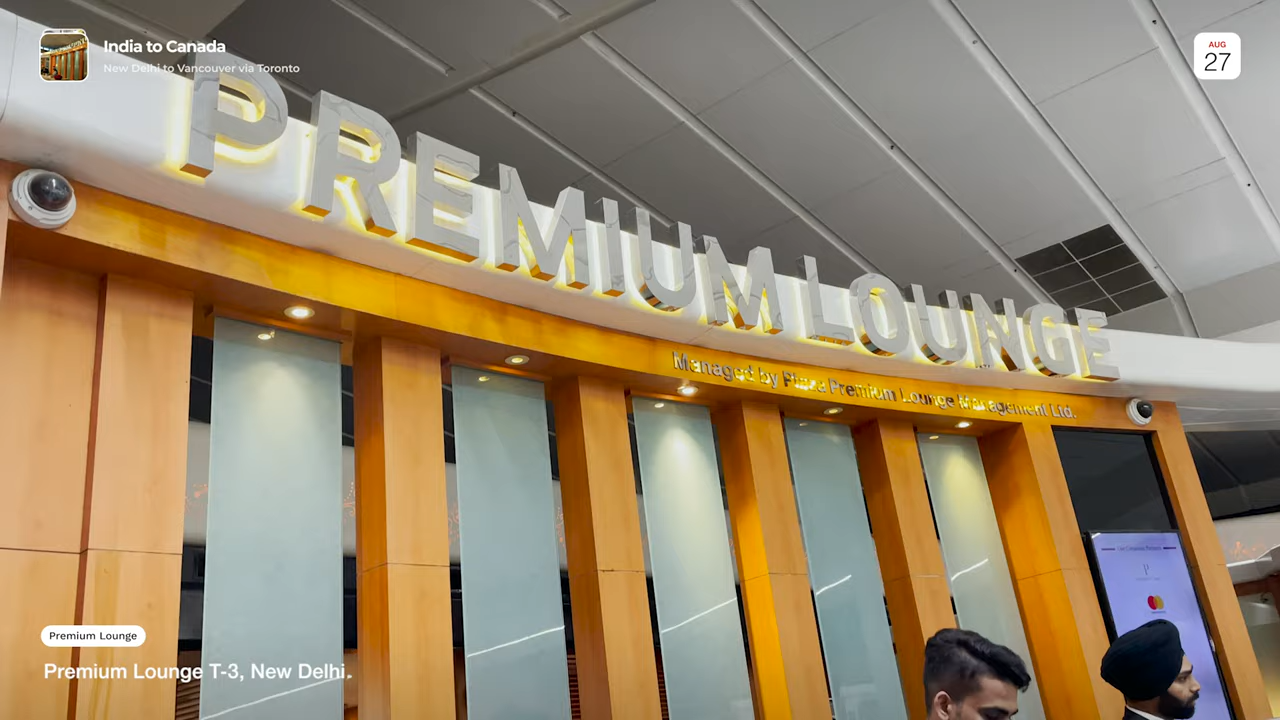 India to Canada
New Delhi to Vancouver via Toronto
AUG
27
PREMIUM LOUNGE
Managed by Plaza Premium Lounge Management Ltd.
Premium Lounge
Premium Lounge T-3, New Delhi.